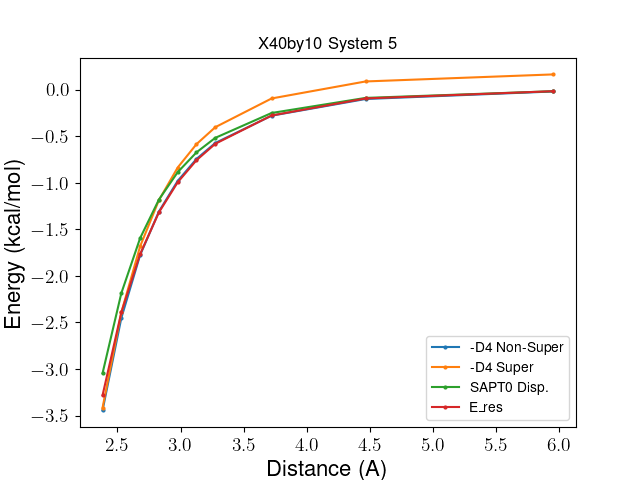 X40by10 System 5
Energy (kcal/mol)
0.0
−0.5
−1.0
−1.5
−2.0
−2.5
−3.0
−3.5
-D4 Non-Super
-D4 Super
SAPT0 Disp.
E_res
2.5 3.0 3.5 4.0 4.5 5.0 5.5 6.0
Distance (A)